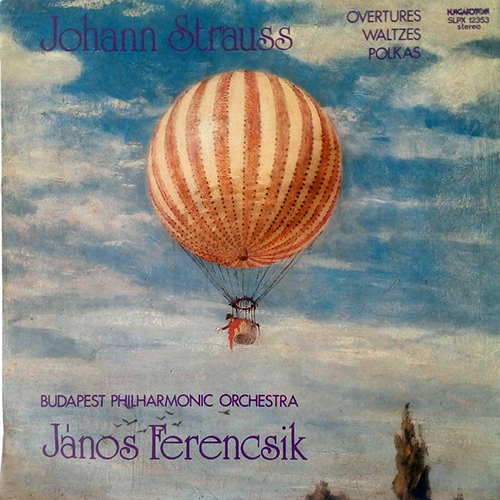 Johann Strauss
OVERTURES
WALTZES
POLKAS
HUNGAROTON
SLPX 12353
stereo
BUDAPEST PHILHARMONIC ORCHESTRA
János Ferencsik